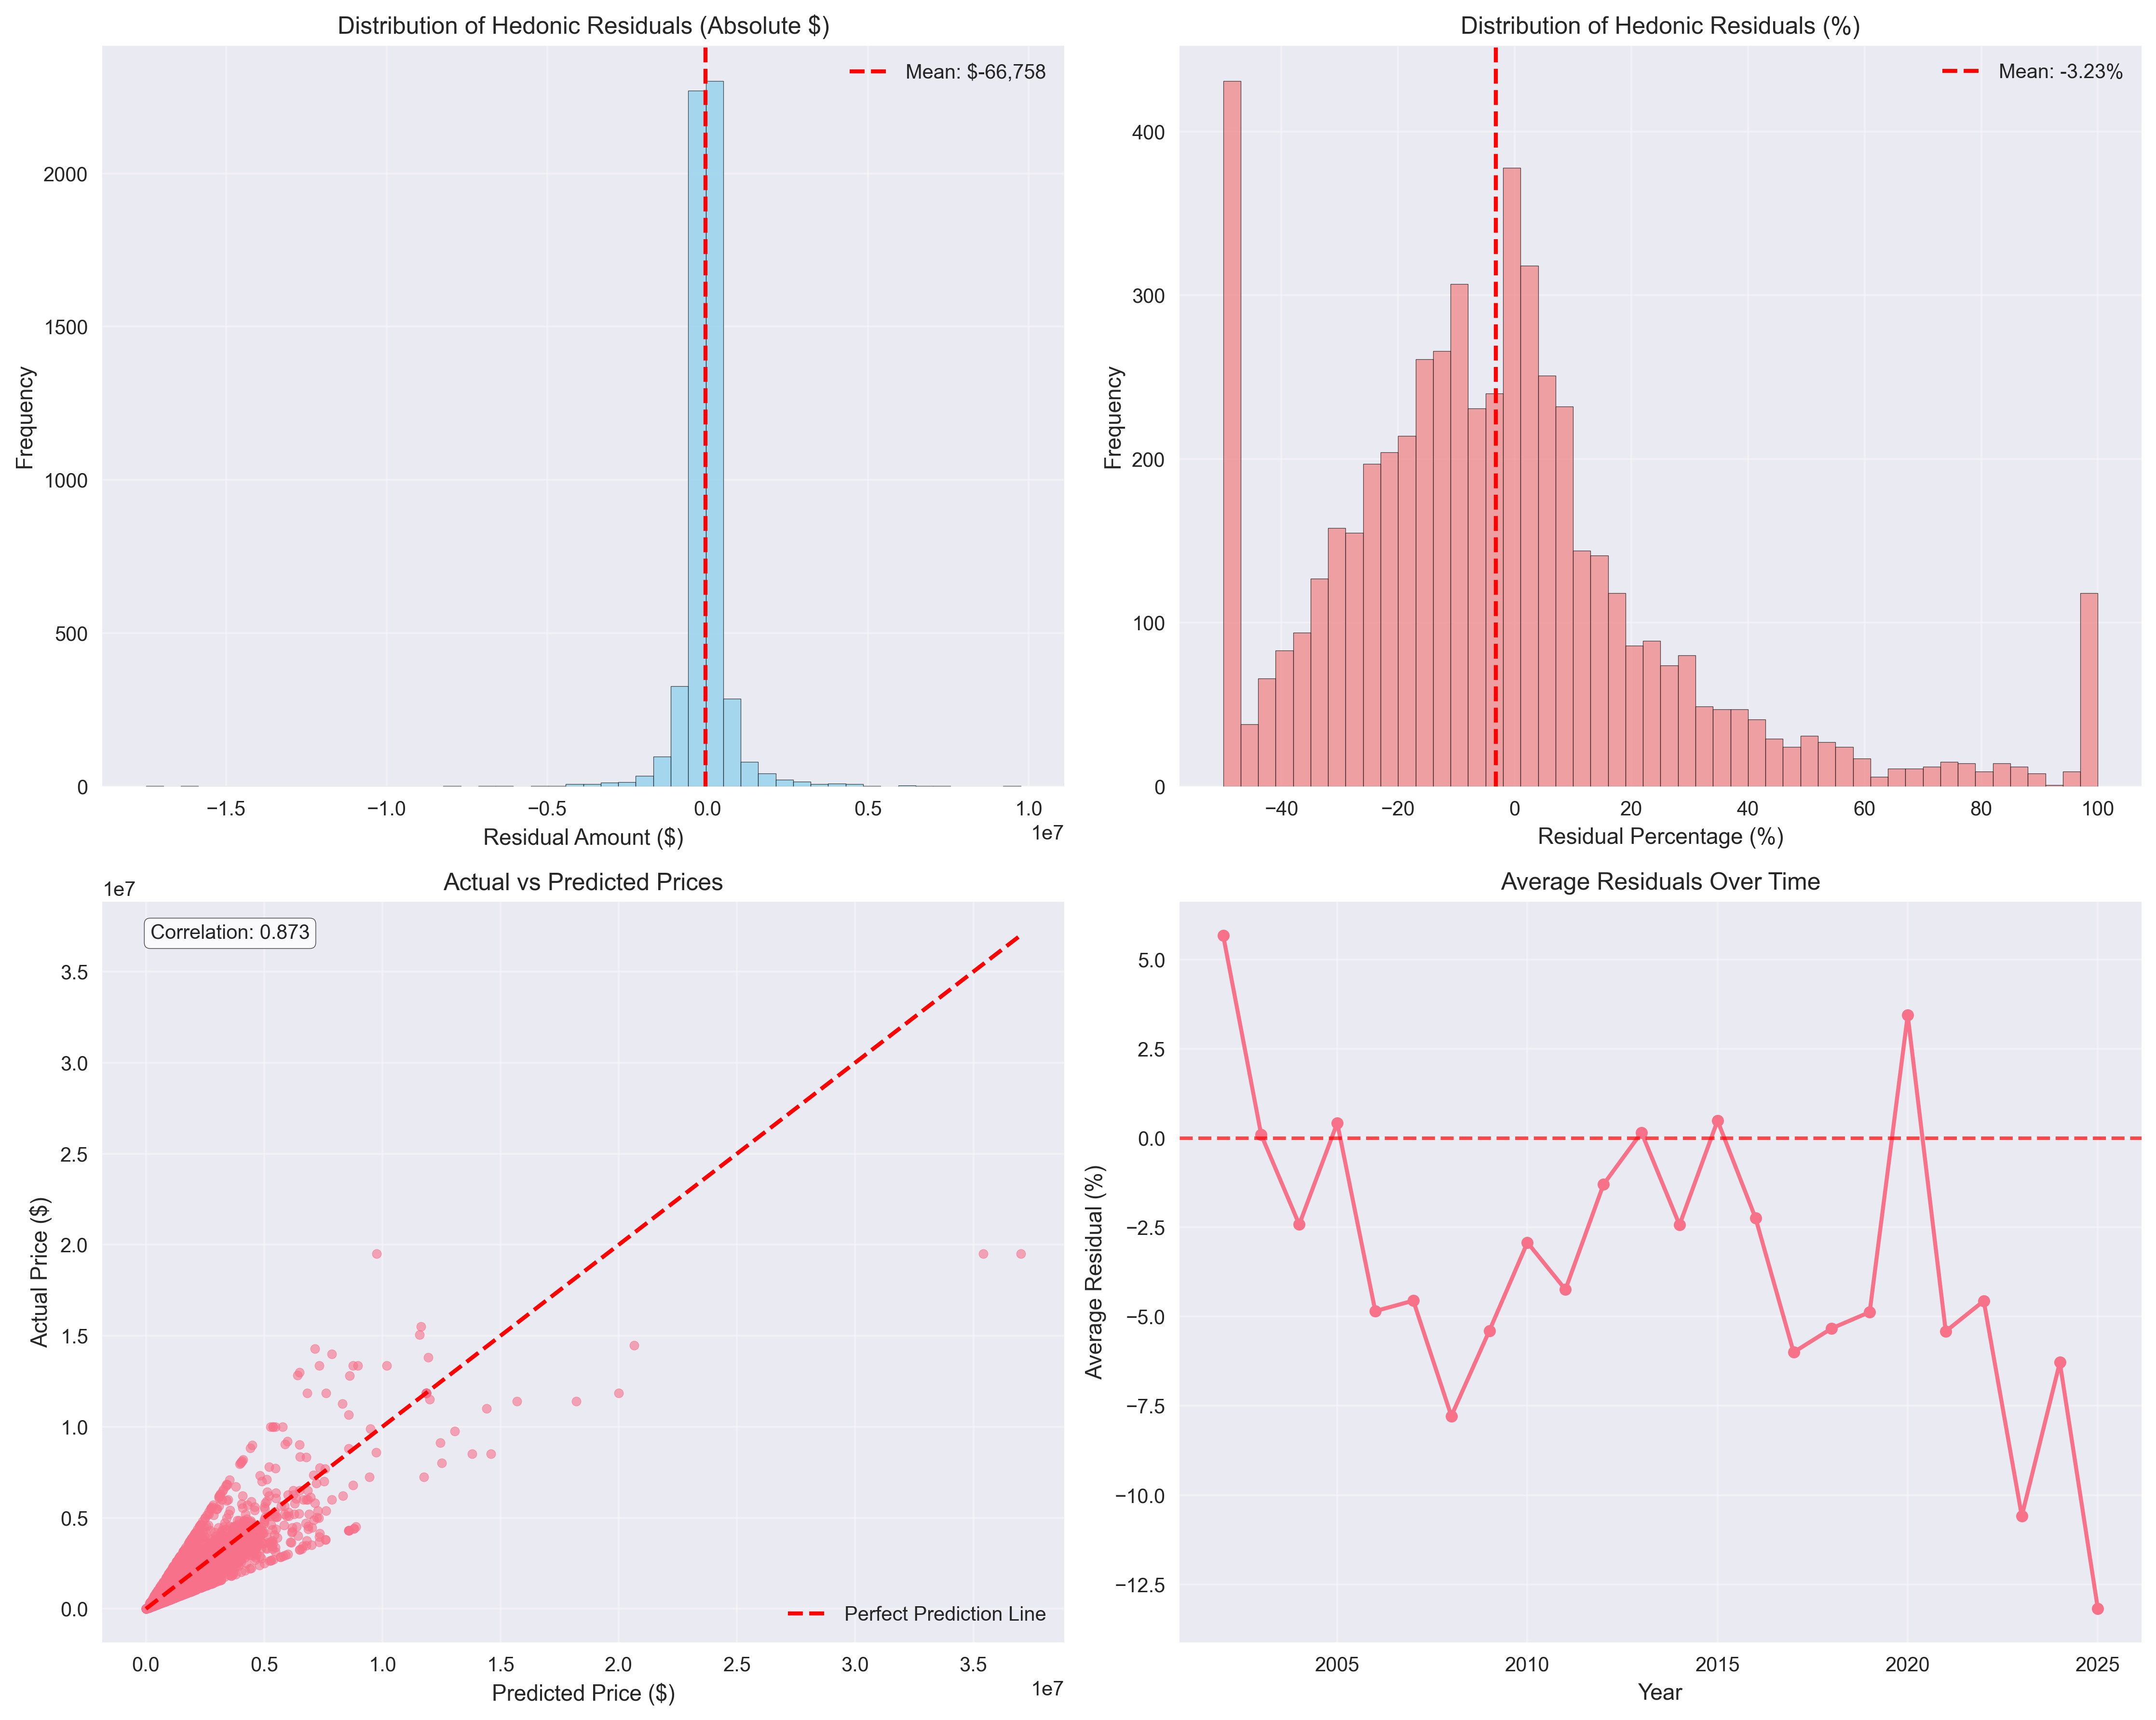 Distribution of Hedonic Residuals (Absolute $)
Mean: $-66,758
Frequency
2000
1500
1000
500
0
−1.5
−1.0
−0.5
0.0
0.5
1.0
1e7
Residual Amount ($)
Distribution of Hedonic Residuals (%)
Mean: -3.23%
Frequency
400
300
200
100
0
−40
−20
0
20
40
60
80
100
Residual Percentage (%)
Actual vs Predicted Prices
1e7
Correlation: 0.873
Actual Price ($)
3.5
3.0
2.5
2.0
1.5
1.0
0.5
0.0
Perfect Prediction Line
0.0
0.5
1.0
1.5
2.0
2.5
3.0
3.5
1e7
Predicted Price ($)
Average Residuals Over Time
Average Residual (%)
5.0
2.5
0.0
−2.5
−5.0
−7.5
−10.0
−12.5
2005
2010
2015
2020
2025
Year